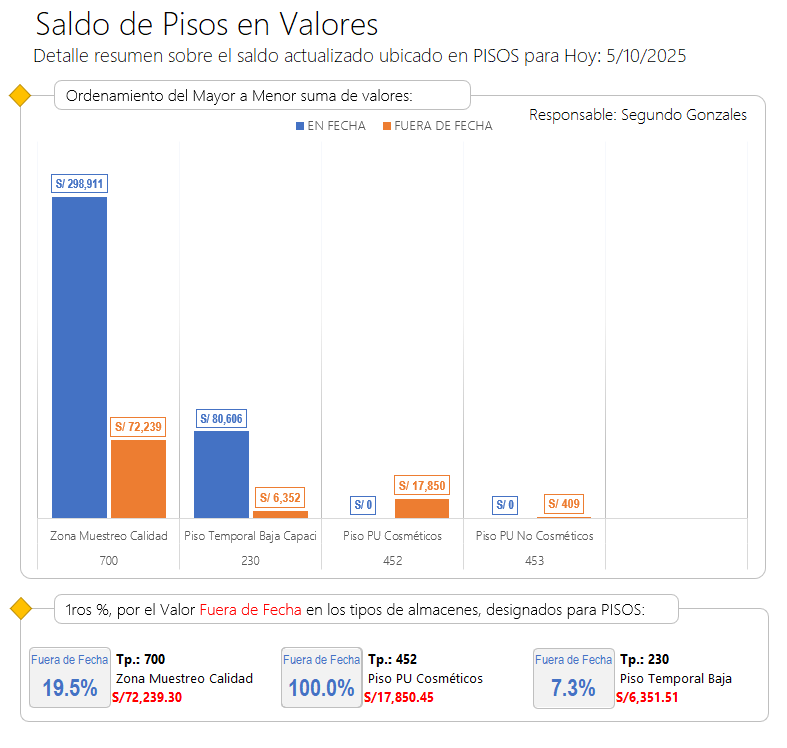 Saldo de Pisos en Valores
Detalle resumen sobre el saldo actualizado ubicado en PISOS para Hoy: 5/10/2025
Ordenamiento del Mayor a Menor suma de valores:
Responsable: Segundo Gonzales
EN FECHA FUERA DE FECHA
S/ 298,911
S/ 72,239
S/ 80,606
S/ 6,352
S/ 0
S/ 17,850
S/ 0
S/ 409
Zona Muestreo Calidad Piso Temporal Baja Capaci Piso PU Cosméticos Piso PU No Cosméticos
700 230 452 453
1ros %, por el Valor Fuera de Fecha en los tipos de almacenes, designados para PISOS:
Fuera de Fecha
19.5%
Tp.: 700
Zona Muestreo Calidad
S/72,239.30
Fuera de Fecha
100.0%
Tp.: 452
Piso PU Cosméticos
S/17,850.45
Fuera de Fecha
7.3%
Tp.: 230
Piso Temporal Baja
S/6,351.51